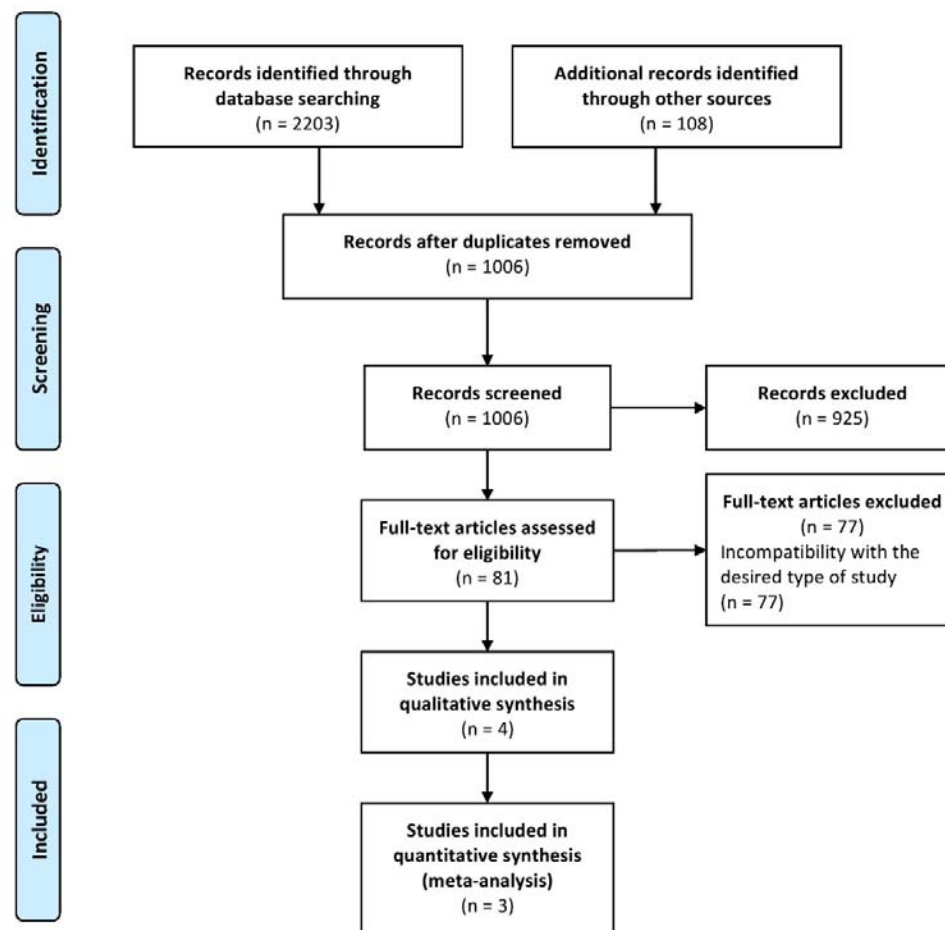 Identification
Records identified through
database searching
(n = 2203)
Additional records identified
through other sources
(n = 108)
Screening
Records after duplicates removed
(n = 1006)
Records screened
(n = 1006)
Records excluded
(n = 925)
Eligibility
Full-text articles assessed
for eligibility
(n = 81)
Full-text articles excluded
(n = 77)
Incompatibility with the
desired type of study
(n = 77)
Studies included in
qualitative synthesis
(n = 4)
Included
Studies included in
quantitative synthesis
(meta-analysis)
(n = 3)